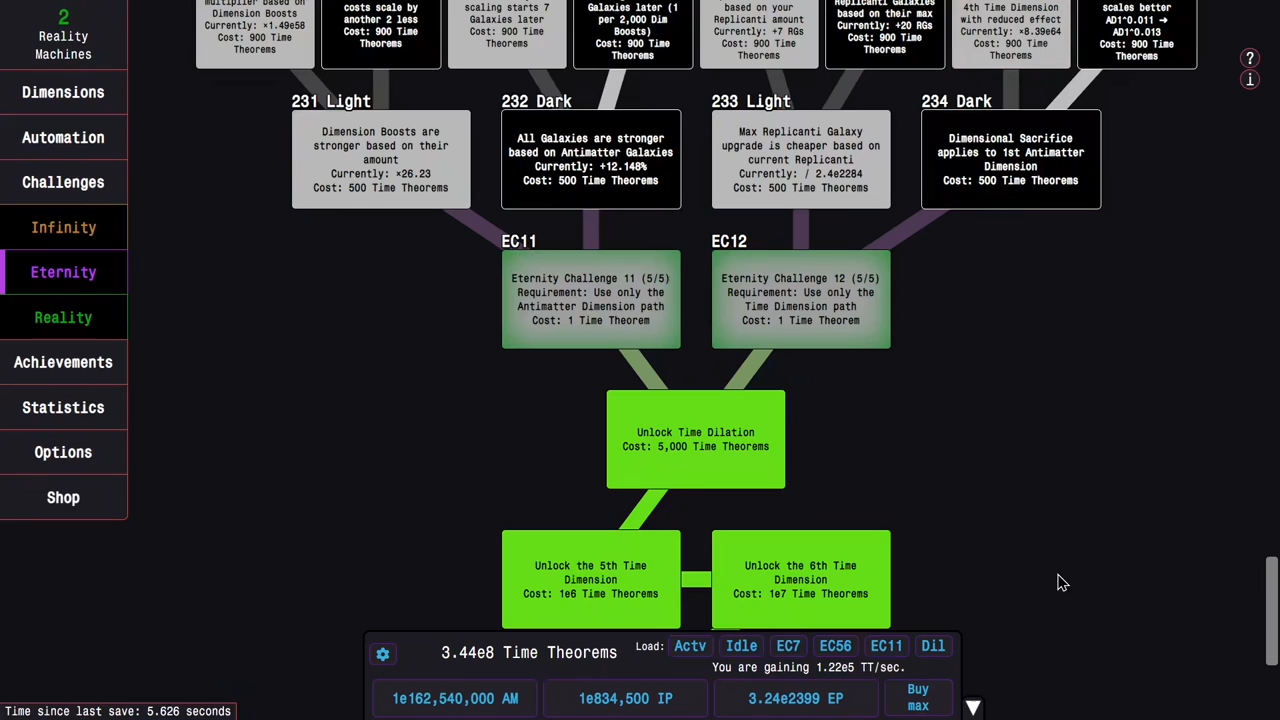 2
Reality
Machines
Dimensions
Automation
Challenges
Infinity
Eternity
Reality
Achievements
Statistics
Options
Shop
multiplier based on
Dimension Boosts
Currently: ×1.49e58
Cost: 900 Time
Theorems
costs scale by
another 2 less
Cost: 900 Time
Theorems
scaling starts 7
Galaxies later
Cost: 900 Time
Theorems
Galaxies later (1
per 2,000 Dim
Boosts)
Cost: 900 Time
Theorems
based on your
Replicanti amount
Currently: +7 RGs
Cost: 900 Time
Theorems
Replicanti Galaxies
based on their max
Currently: +20 RGs
Cost: 900 Time
Theorems
4th Time Dimension
with reduced effect
Currently: ×8.39e64
Cost: 900 Time
Theorems
scales better
AD1^0.011 →
AD1^0.013
Cost: 900 Time
Theorems
?
i
231 Light
Dimension Boosts are
stronger based on their
amount
Currently: ×26.23
Cost: 500 Time Theorems
232 Dark
All Galaxies are stronger
based on Antimatter Galaxies
Currently: +12.148%
Cost: 500 Time Theorems
233 Light
Max Replicanti Galaxy
upgrade is cheaper based on
current Replicanti
Currently: / 2.4e2284
Cost: 500 Time Theorems
234 Dark
Dimensional Sacrifice
applies to 1st Antimatter
Dimension
Cost: 500 Time Theorems
EC11
Eternity Challenge 11 (5/5)
Requirement: Use only the
Antimatter Dimension path
Cost: 1 Time Theorem
EC12
Eternity Challenge 12 (5/5)
Requirement: Use only the
Time Dimension path
Cost: 1 Time Theorem
Unlock Time Dilation
Cost: 5,000 Time Theorems
Unlock the 5th Time
Dimension
Cost: 1e6 Time Theorems
Unlock the 6th Time
Dimension
Cost: 1e7 Time Theorems
3.44e8 Time Theorems
Load: Actv Idle EC7 EC56 EC11 Dil
You are gaining 1.22e5 TT/sec.
1e162,540,000 AM
1e834,500 IP
3.24e2399 EP
Buy
max
Time since last save: 5.626 seconds